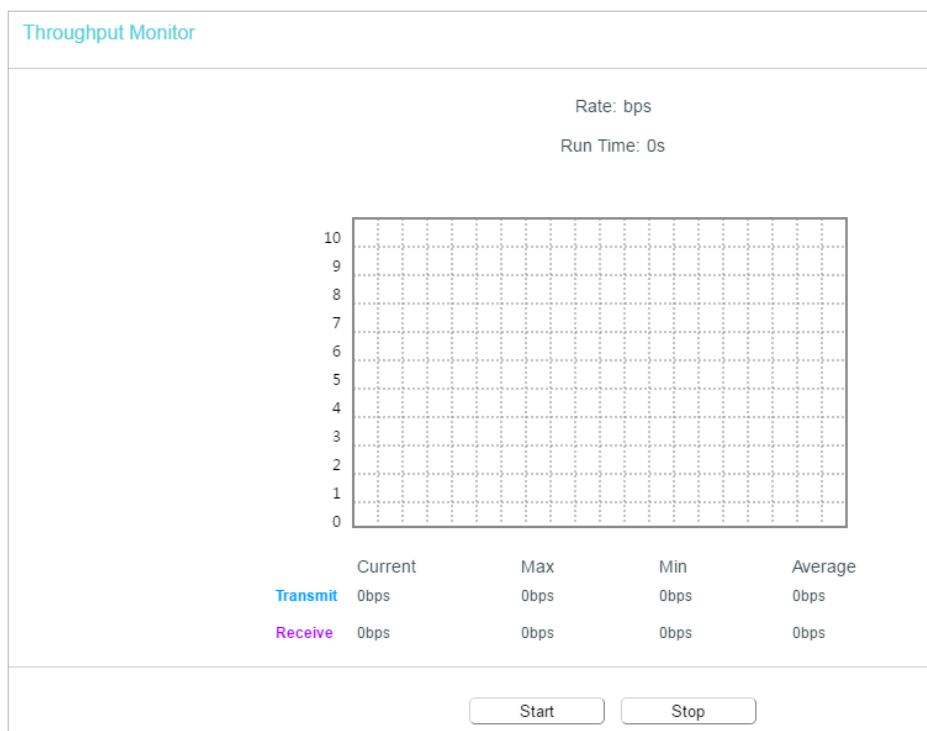 Throughput Monitor
Rate: bps
Run Time: 0s
10
9
8
7
6
5
4
3
2
1
0
Current Max Min Average
Transmit 0bps 0bps 0bps 0bps
Receive 0bps 0bps 0bps 0bps
Start Stop